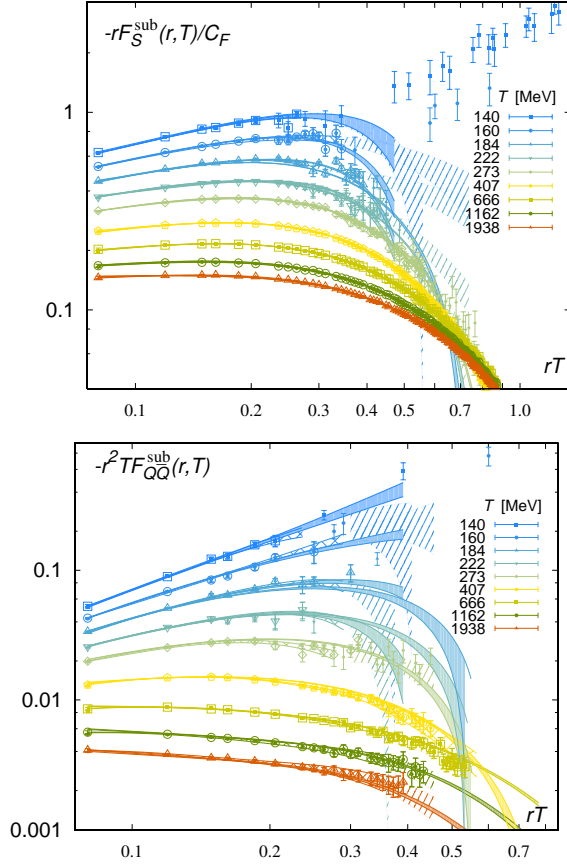 -rF_S^sub(r,T)/C_F
T [MeV]
140
160
184
222
273
407
666
1162
1938
1
0.1
rT
0.1 0.2 0.3 0.4 0.5 0.7 1.0
-r²TF_QQ̅^sub(r,T)
T [MeV]
140
160
184
222
273
407
666
1162
1938
0.1
0.01
0.001
rT
0.1 0.2 0.3 0.4 0.5 0.7